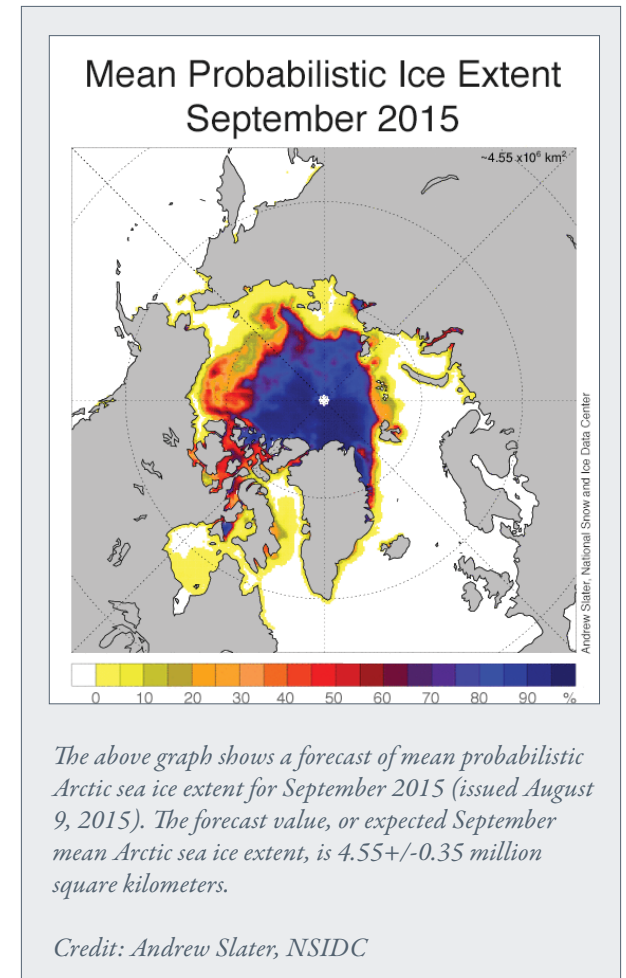 Mean Probabilistic Ice Extent
September 2015
~4.55 x10⁶ km²
Andrew Slater, National Snow and Ice Data Center
0 10 20 30 40 50 60 70 80 90 %
The above graph shows a forecast of mean probabilistic
Arctic sea ice extent for September 2015 (issued August
9, 2015). The forecast value, or expected September
mean Arctic sea ice extent, is 4.55+/-0.35 million
square kilometers.
Credit: Andrew Slater, NSIDC